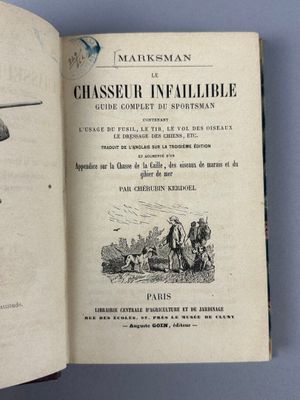 [MARKSMAN
LE
CHASSEUR INFAILLIBLE
GUIDE COMPLET DU SPORTSMAN
CONTENANT
L'USAGE DU FUSIL, LE TIR, LE VOL DES OISEAUX
LE DRESSAGE DES CHIENS, ETC.
TRADUIT DE L'ANGLAIS SUR LA TROISIÈME ÉDITION
ET AUGMENTÉ D'UN
Appendice sur la Chasse de la Caille, des oiseaux de marais et du
gibier de mer
PAR CHÉRUBIN KERDOEL
PARIS
LIBRAIRIE CENTRALE D'AGRICULTURE ET DE JARDINAGE
RUE DES ÉCOLES, 57, PRÈS LE MUSÉE DE CLUNY
— Auguste GOIN, éditeur —